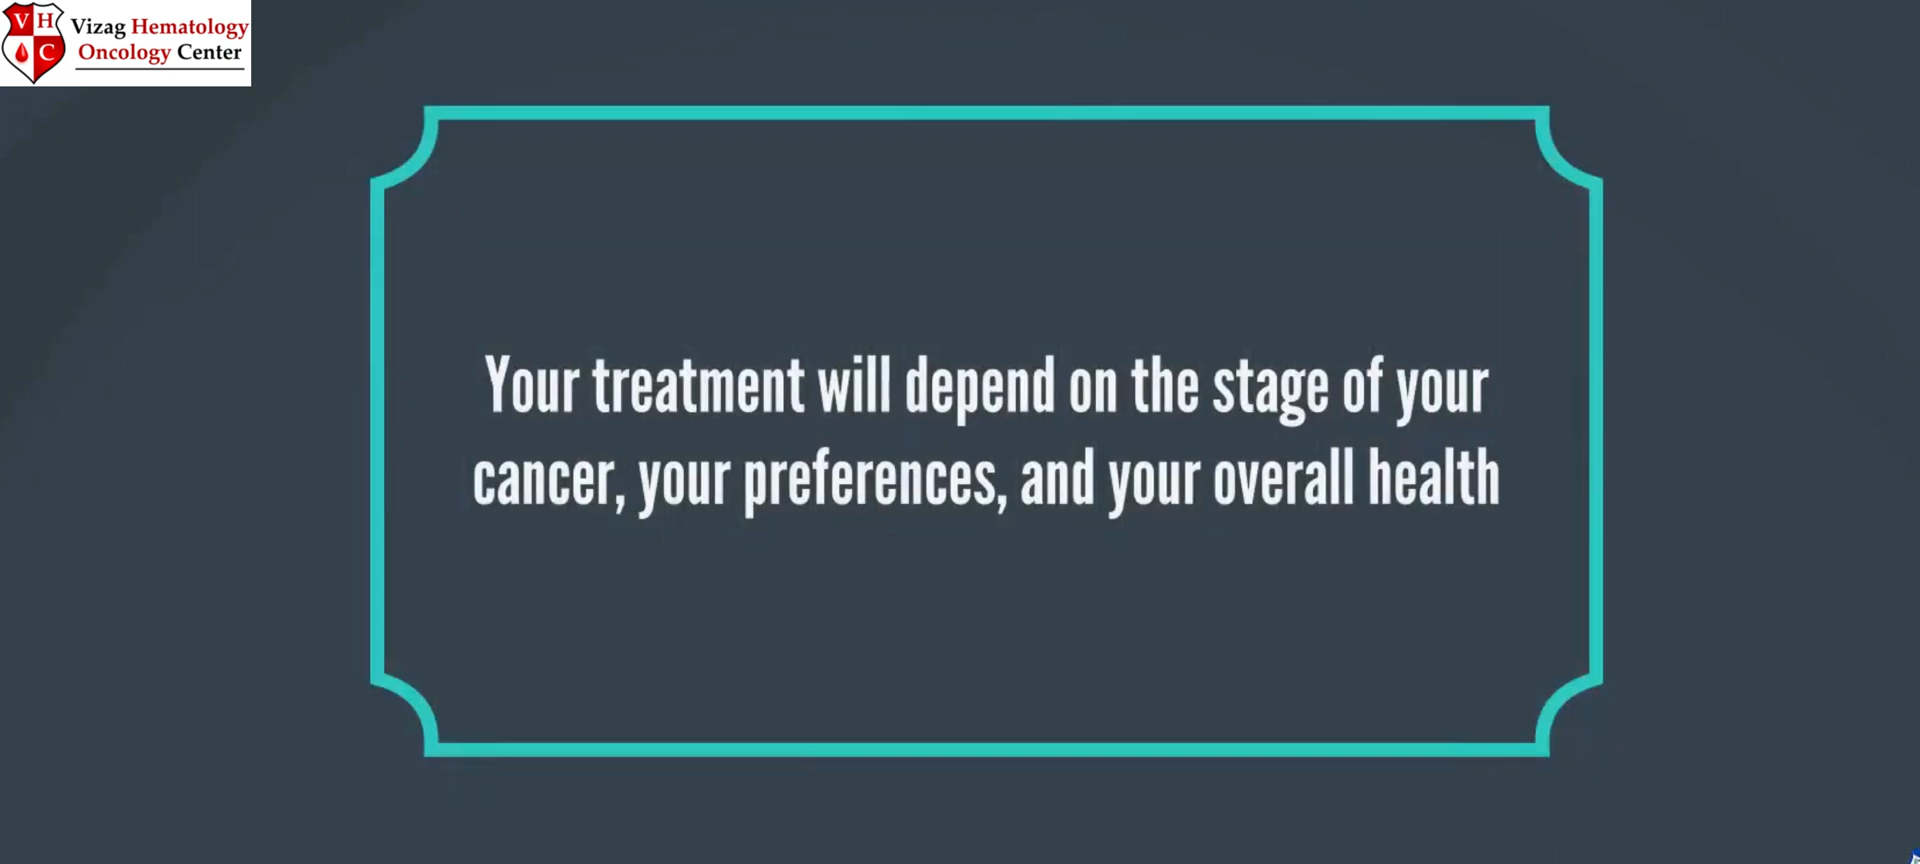 VH
C
Vizag Hematology
Oncology Center
Your treatment will depend on the stage of your
cancer, your preferences, and your overall health